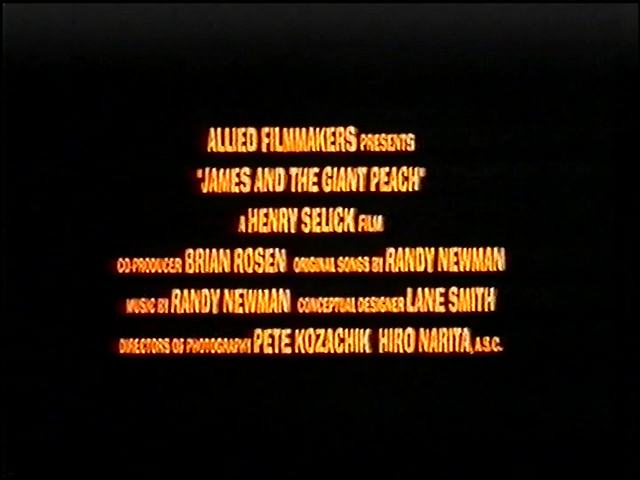 ALLIED FILMMAKERS PRESENTS
"JAMES AND THE GIANT PEACH"
A HENRY SELICK FILM
CO-PRODUCER BRIAN ROSEN ORIGINAL SONGS BY RANDY NEWMAN
MUSIC BY RANDY NEWMAN CONCEPTUAL DESIGNER LANE SMITH
DIRECTORS OF PHOTOGRAPHY PETE KOZACHIK HIRO NARITA, A.S.C.